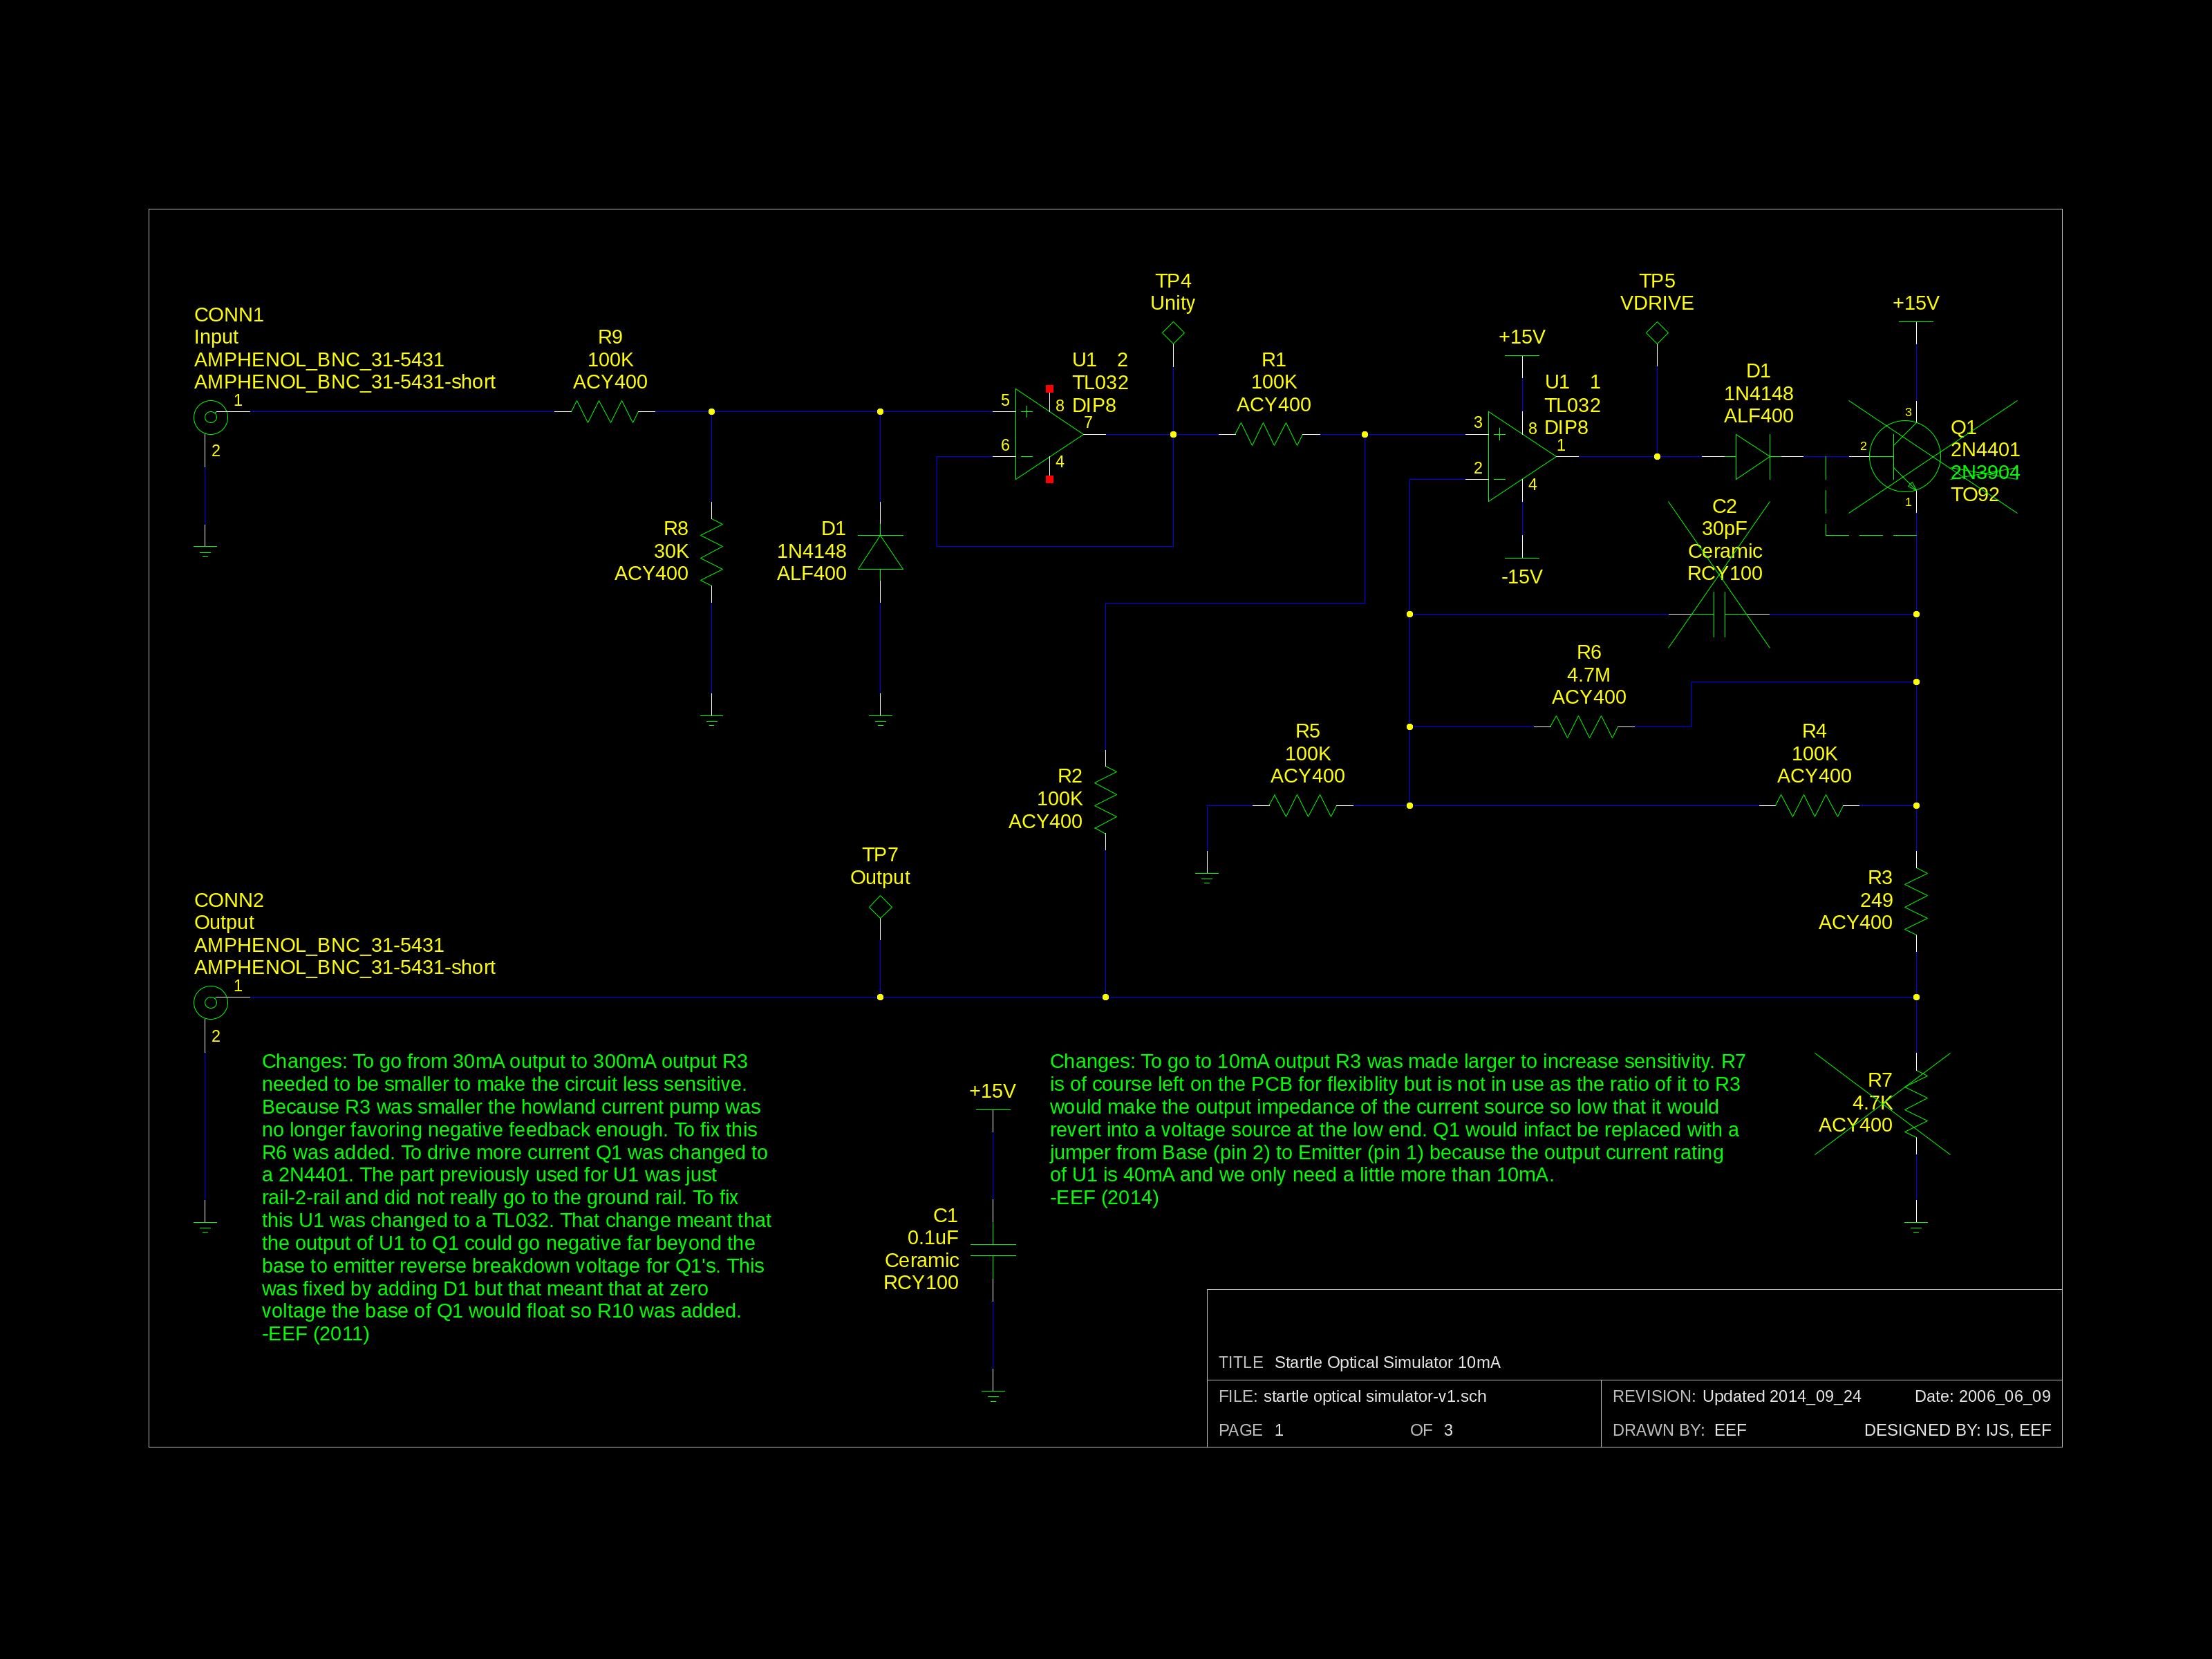 CONN1
Input
AMPHENOL_BNC_31-5431
AMPHENOL_BNC_31-5431-short
1
2
R9
100K
ACY400
R8
30K
ACY400
D1
1N4148
ALF400
5
6
8
7
4
U1 2
TL032
DIP8
TP4
Unity
R1
100K
ACY400
+15V
U1 1
TL032
DIP8
3
2
8
1
4
-15V
TP5
VDRIVE
D1
1N4148
ALF400
+15V
3
2
1
Q1
2N4401
2N3904
TO92
C2
30pF
Ceramic
RCY100
R6
4.7M
ACY400
R5
100K
ACY400
R4
100K
ACY400
R2
100K
ACY400
R3
249
ACY400
TP7
Output
CONN2
Output
AMPHENOL_BNC_31-5431
AMPHENOL_BNC_31-5431-short
1
2
Changes: To go from 30mA output to 300mA output R3
needed to be smaller to make the circuit less sensitive.
Because R3 was smaller the howland current pump was
no longer favoring negative feedback enough. To fix this
R6 was added. To drive more current Q1 was changed to
a 2N4401. The part previously used for U1 was just
rail-2-rail and did not really go to the ground rail. To fix
this U1 was changed to a TL032. That change meant that
the output of U1 to Q1 could go negative far beyond the
base to emitter reverse breakdown voltage for Q1's. This
was fixed by adding D1 but that meant that at zero
voltage the base of Q1 would float so R10 was added.
-EEF (2011)
+15V
C1
0.1uF
Ceramic
RCY100
Changes: To go to 10mA output R3 was made larger to increase sensitivity. R7
is of course left on the PCB for flexiblity but is not in use as the ratio of it to R3
would make the output impedance of the current source so low that it would
revert into a voltage source at the low end. Q1 would infact be replaced with a
jumper from Base (pin 2) to Emitter (pin 1) because the output current rating
of U1 is 40mA and we only need a little more than 10mA.
-EEF (2014)
R7
4.7K
ACY400
TITLE Startle Optical Simulator 10mA
FILE: startle optical simulator-v1.sch
REVISION: Updated 2014_09_24 Date: 2006_06_09
PAGE 1 OF 3
DRAWN BY: EEF DESIGNED BY: IJS, EEF